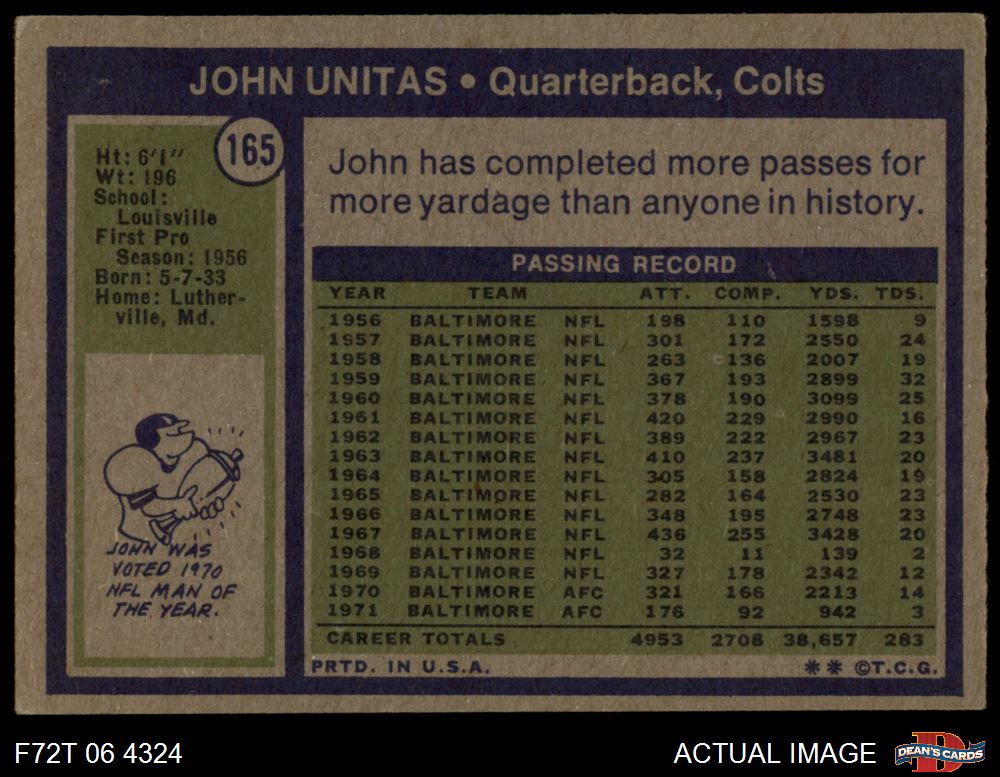 JOHN UNITAS • Quarterback, Colts
165
Ht: 6'1"
Wt: 196
School:
Louisville
First Pro
Season: 1956
Born: 5-7-33
Home: Luther-
ville, Md.
JOHN WAS
VOTED 1970
NFL MAN OF
THE YEAR.
John has completed more passes for
more yardage than anyone in history.
PASSING RECORD
YEAR TEAM ATT. COMP. YDS. TDS.
1956 BALTIMORE NFL 198 110 1598 9
1957 BALTIMORE NFL 301 172 2550 24
1958 BALTIMORE NFL 263 136 2007 19
1959 BALTIMORE NFL 367 193 2899 32
1960 BALTIMORE NFL 378 190 3099 25
1961 BALTIMORE NFL 420 229 2990 16
1962 BALTIMORE NFL 389 222 2967 23
1963 BALTIMORE NFL 410 237 3481 20
1964 BALTIMORE NFL 305 158 2824 19
1965 BALTIMORE NFL 282 164 2530 23
1966 BALTIMORE NFL 348 195 2748 23
1967 BALTIMORE NFL 436 255 3428 20
1968 BALTIMORE NFL 32 11 139 2
1969 BALTIMORE NFL 327 178 2342 12
1970 BALTIMORE AFC 321 166 2213 14
1971 BALTIMORE AFC 176 92 942 3
CAREER TOTALS 4953 2708 38,657 283
PRTD. IN U.S.A. ** ©T.C.G.
F72T 06 4324
ACTUAL IMAGE
D
DEAN'S CARDS